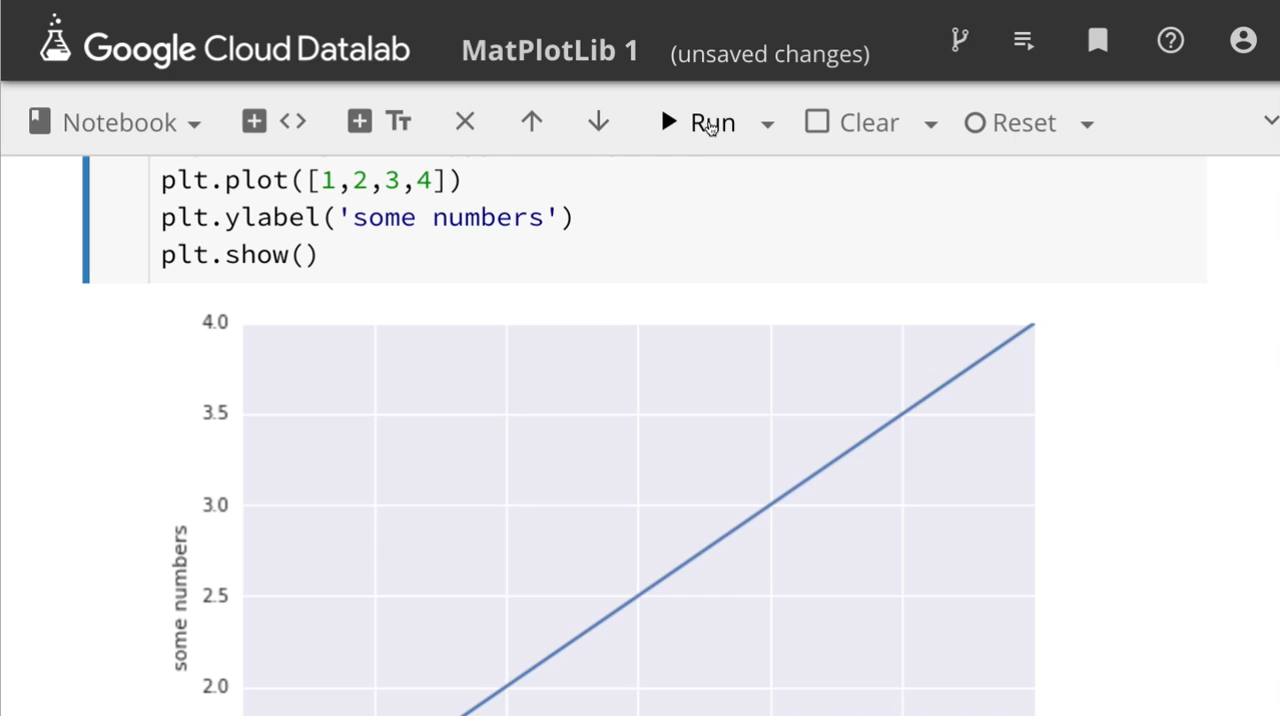 Google Cloud Datalab MatPlotLib 1 (unsaved changes)
Notebook <> Tt Run Clear Reset
plt.plot([1,2,3,4])
plt.ylabel('some numbers')
plt.show()
4.0
3.5
3.0
2.5
2.0
some numbers